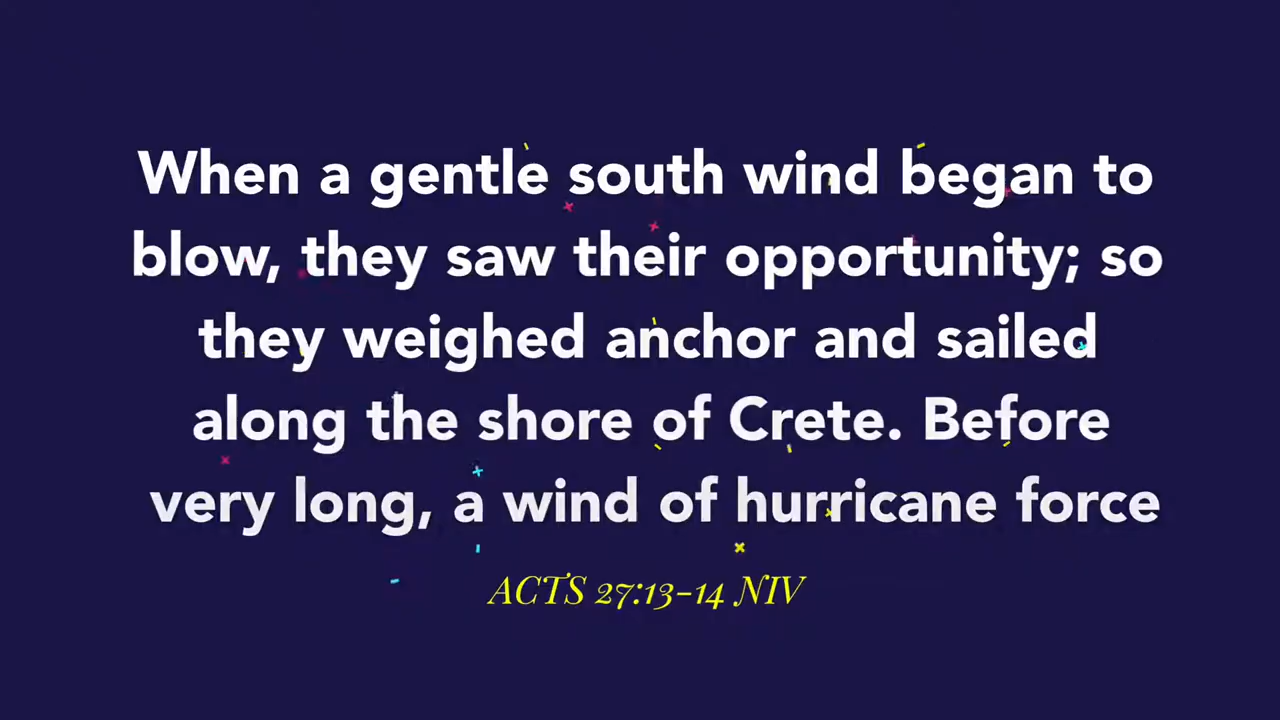 When a gentle south wind began to
blow, they saw their opportunity; so
they weighed anchor and sailed
along the shore of Crete. Before
very long, a wind of hurricane force
ACTS 27:13-14 NIV